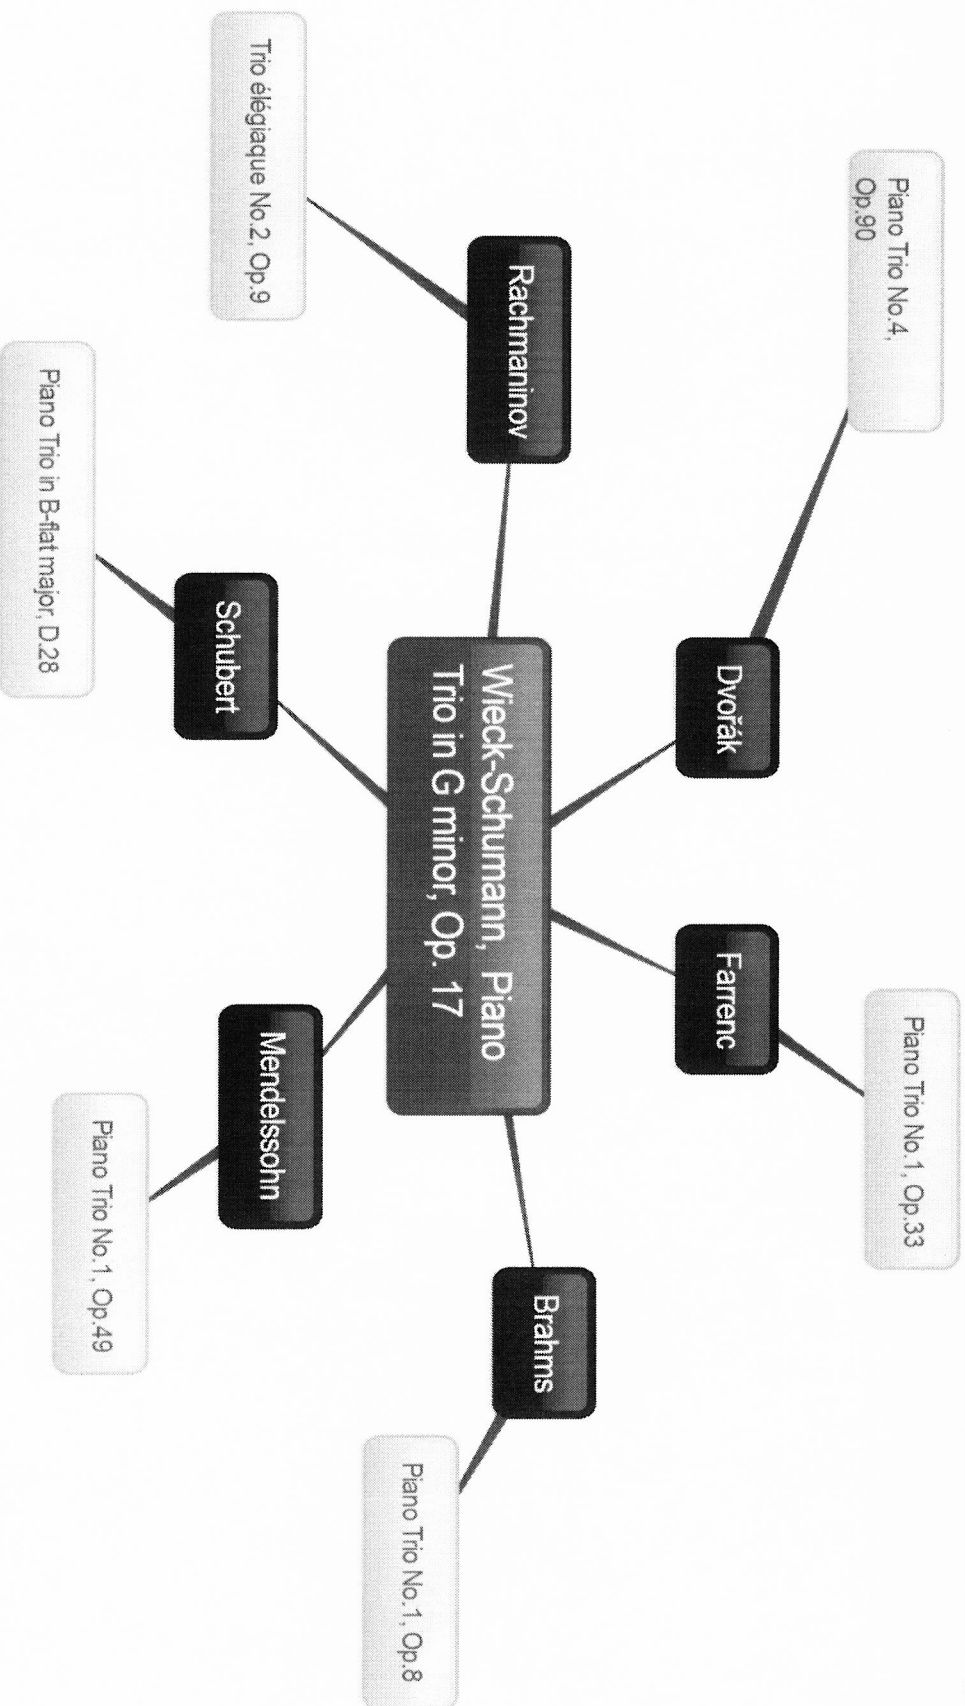 Piano Trio No.4,
Op.90
Piano Trio No.1, Op.33
Dvořák
Farrenc
Rachmaninov
Brahms
Wieck-Schumann, Piano
Trio in G minor, Op. 17
Piano Trio No.1, Op.8
Trio élégiaque No.2, Op.9
Schubert
Mendelssohn
Piano Trio in B-flat major, D.28
Piano Trio No.1, Op.49